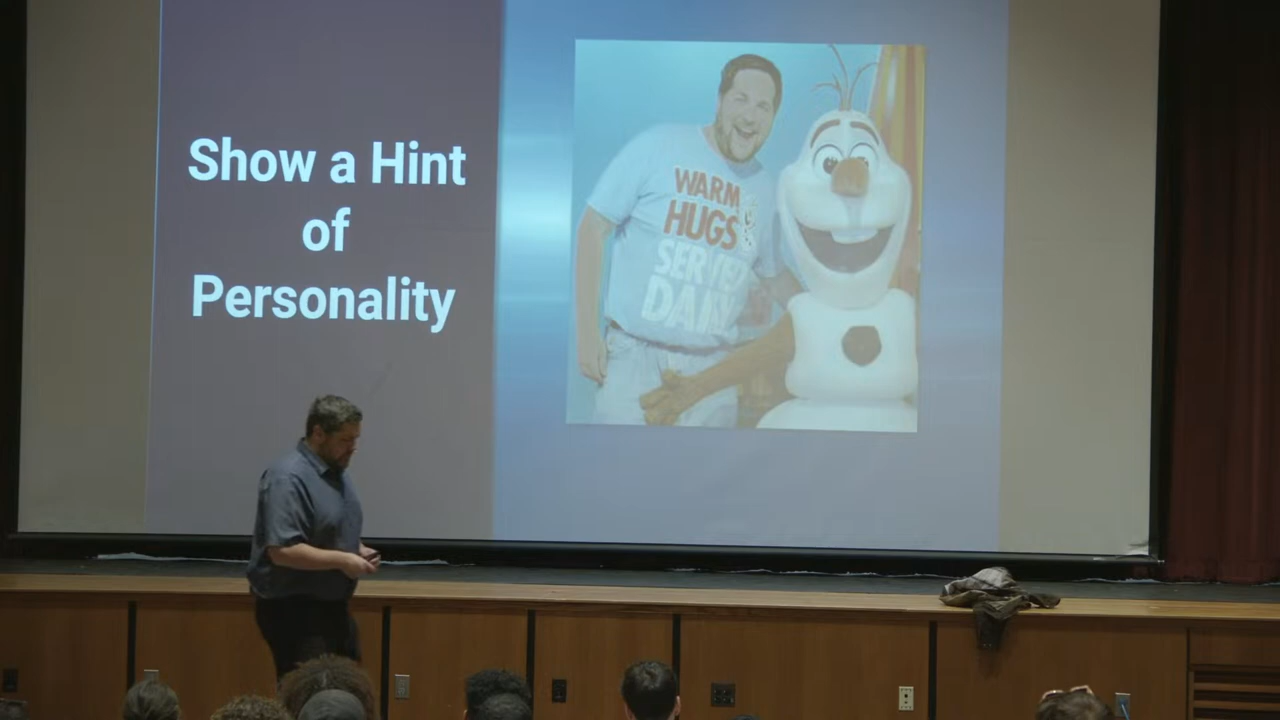 Show a Hint
of
Personality
WARM
HUGS
SERVED
DAILY